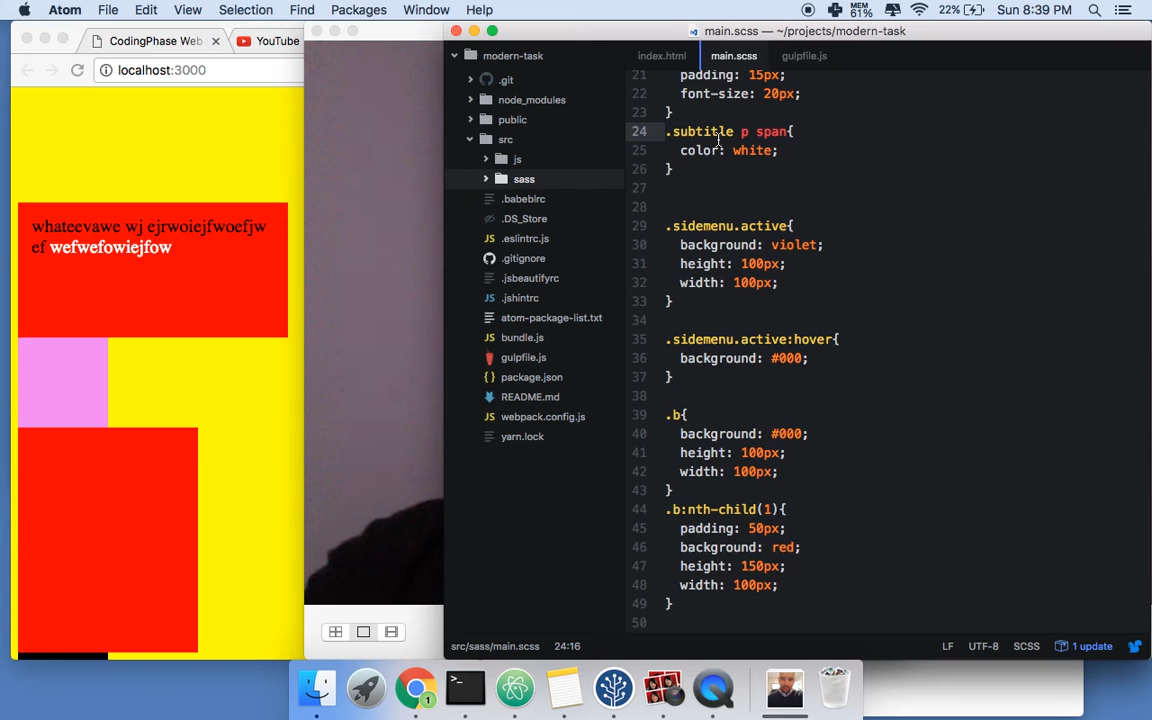 Atom File Edit View Selection Find Packages Window Help MEM 61% 22% Sun 8:39 PM
CodingPhase Web YouTube
localhost:3000
whateevawe wj ejrwoiejfwoefjw
ef wefwefowiejfow
main.scss — ~/projects/modern-task
modern-task
.git
node_modules
public
src
js
sass
.babelrc
.DS_Store
.eslintrc.js
.gitignore
.jsbeautifyrc
.jshintrc
atom-package-list.txt
bundle.js
gulpfile.js
package.json
README.md
webpack.config.js
yarn.lock
index.html main.scss gulpfile.js
21 padding: 15px;
22 font-size: 20px;
23 }
24 .subtitle p span{
25 color: white;
26 }
27
28
29 .sidemenu.active{
30 background: violet;
31 height: 100px;
32 width: 100px;
33 }
34
35 .sidemenu.active:hover{
36 background: #000;
37 }
38
39 .b{
40 background: #000;
41 height: 100px;
42 width: 100px;
43 }
44 .b:nth-child(1){
45 padding: 50px;
46 background: red;
47 height: 150px;
48 width: 100px;
49 }
50
src/sass/main.scss 24:16 LF UTF-8 SCSS 1 update
1